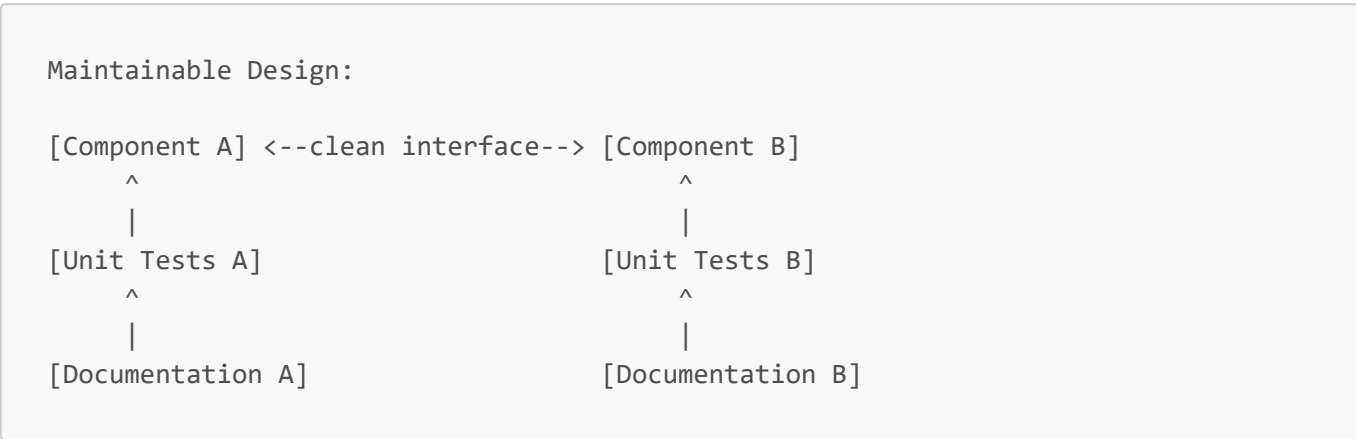 Maintainable Design:
[Component A] <--clean interface--> [Component B]
     ^                                  ^
     |                                  |
[Unit Tests A]                     [Unit Tests B]
     ^                                  ^
     |                                  |
[Documentation A]                  [Documentation B]